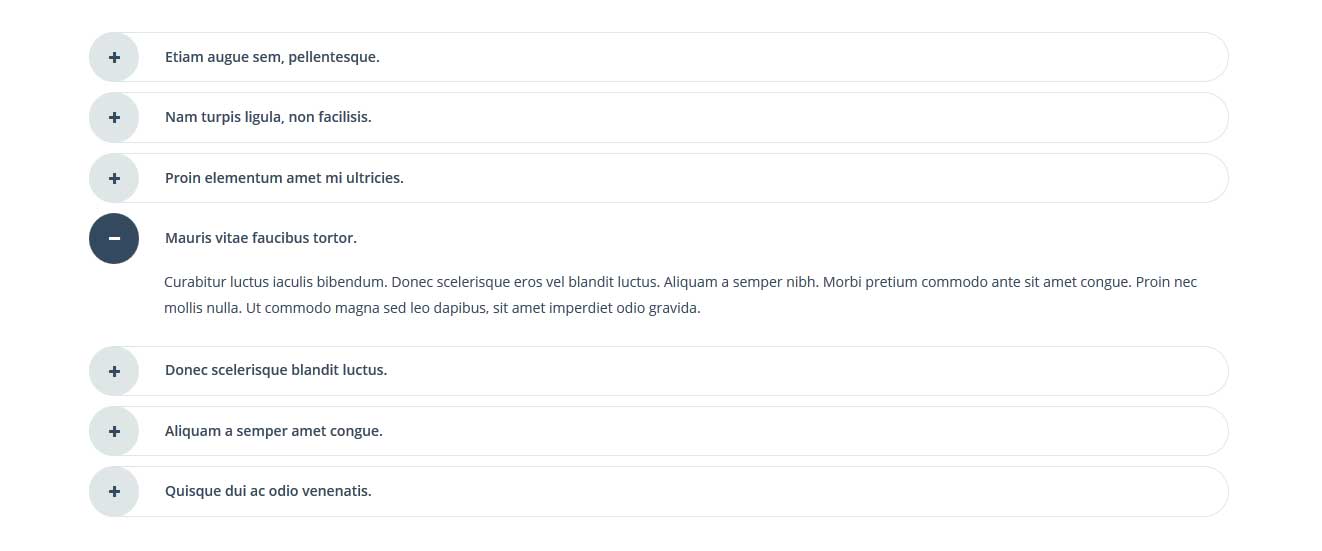 Etiam augue sem, pellentesque.
Nam turpis ligula, non facilisis.
Proin elementum amet mi ultricies.
Mauris vitae faucibus tortor.
Curabitur luctus iaculis bibendum. Donec scelerisque eros vel blandit luctus. Aliquam a semper nibh. Morbi pretium commodo ante sit amet congue. Proin nec
mollis nulla. Ut commodo magna sed leo dapibus, sit amet imperdiet odio gravida.
Donec scelerisque blandit luctus.
Aliquam a semper amet congue.
Quisque dui ac odio venenatis.